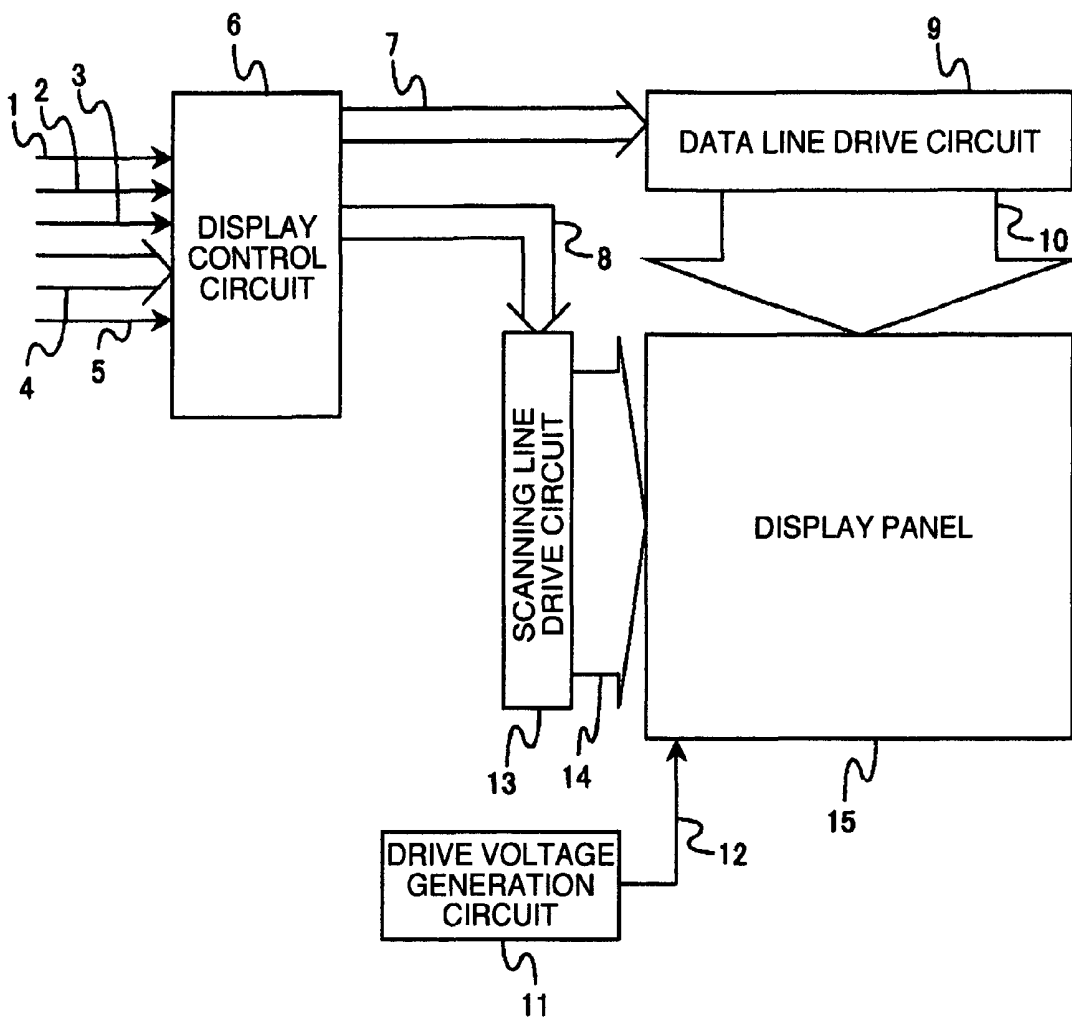 6
7
9
1
2
3
DATA LINE DRIVE CIRCUIT
DISPLAY
CONTROL
CIRCUIT
8
10
4
5
SCANNING LINE
DRIVE CIRCUIT
DISPLAY PANEL
13
14
15
12
DRIVE VOLTAGE
GENERATION
CIRCUIT
11